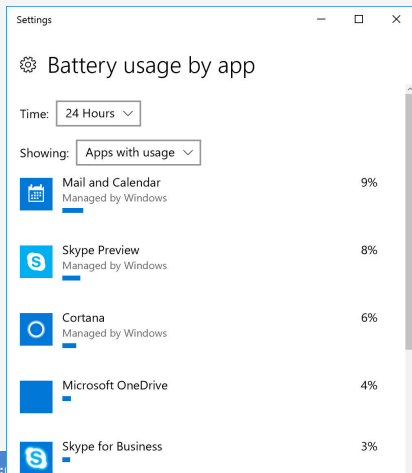 Settings
Battery usage by app
Time: 24 Hours
Showing: Apps with usage
Mail and Calendar 9%
Managed by Windows
Skype Preview 8%
Managed by Windows
Cortana 6%
Managed by Windows
Microsoft OneDrive 4%
Skype for Business 3%